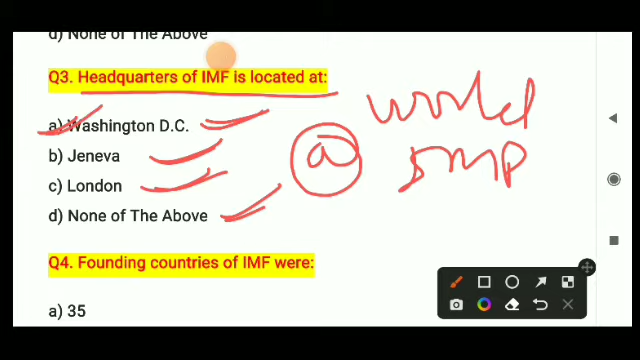 d) None of The Above
Q3. Headquarters of IMF is located at:
a) Washington D.C.
b) Jeneva
c) London
d) None of The Above
a
world
Q4. Founding countries of IMF were:
a) 35